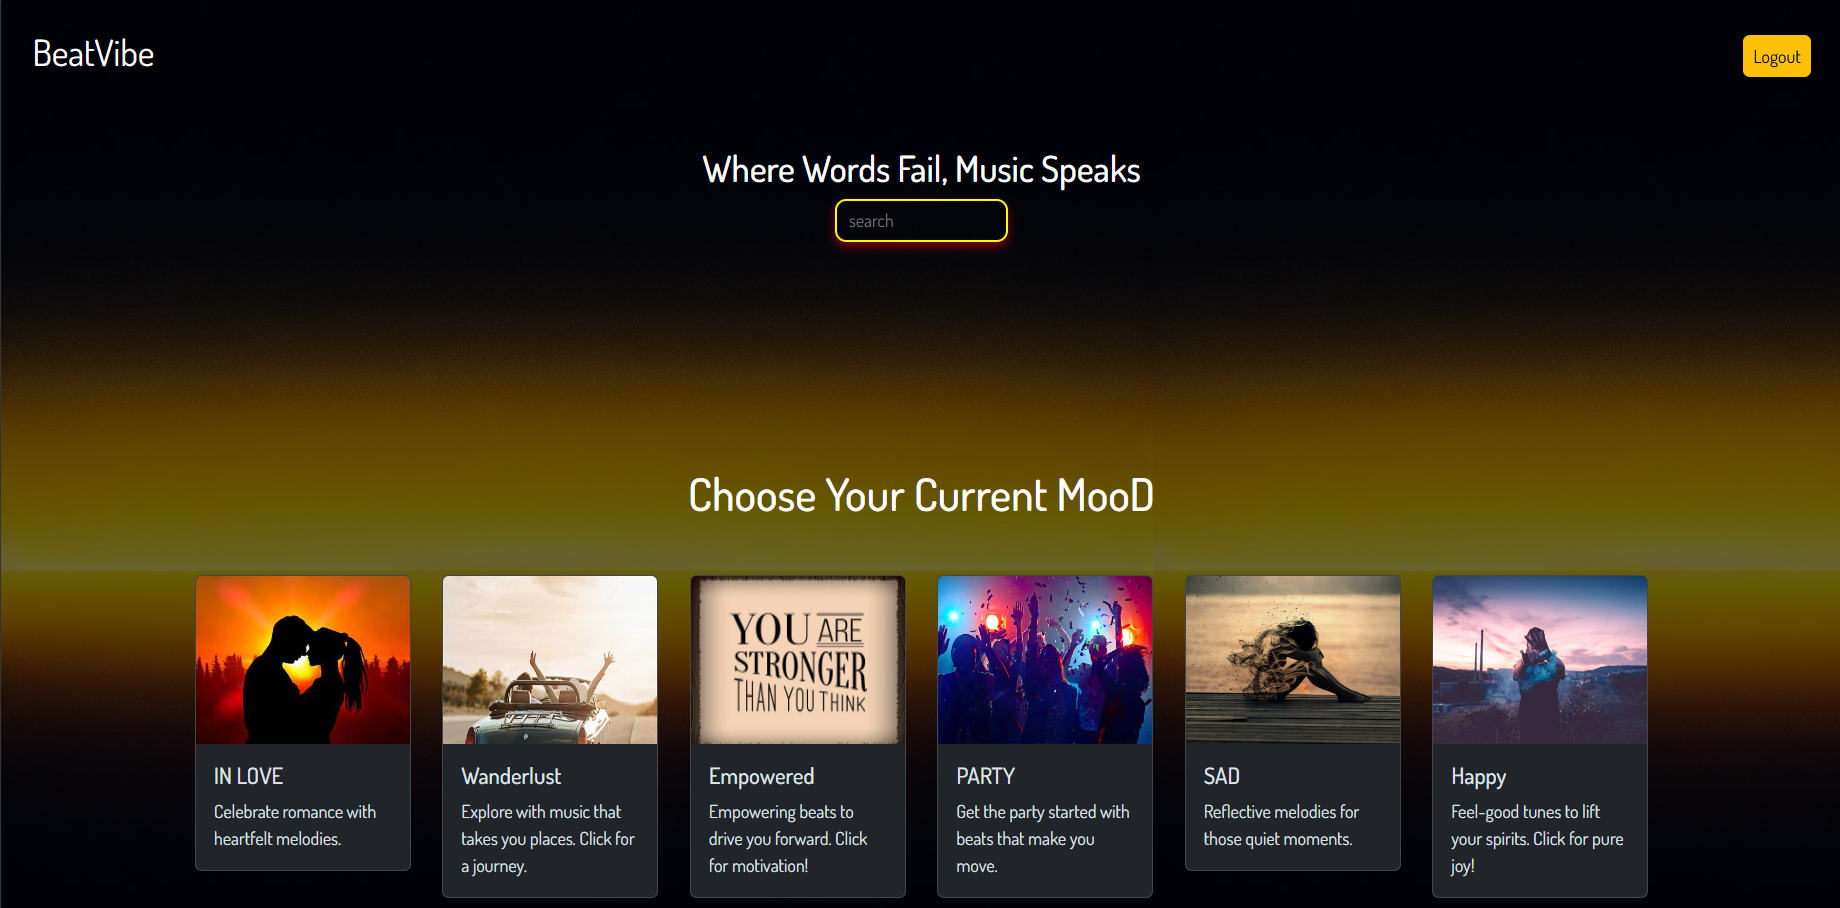 BeatVibe
Logout
Where Words Fail, Music Speaks
search
Choose Your Current MooD
YOU ARE
STRONGER
THAN YOU THINK
IN LOVE
Celebrate romance with
heartfelt melodies.
Wanderlust
Explore with music that
takes you places. Click for
a journey.
Empowered
Empowering beats to
drive you forward. Click
for motivation!
PARTY
Get the party started with
beats that make you
move.
SAD
Reflective melodies for
those quiet moments.
Happy
Feel-good tunes to lift
your spirits. Click for pure
joy!